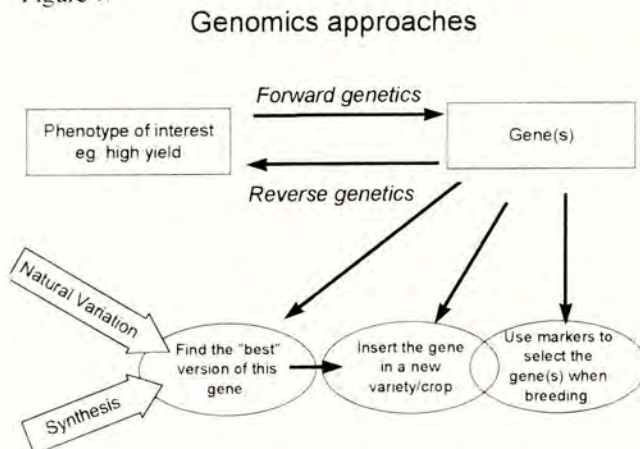 Genomics approaches
Forward genetics
Phenotype of interest
eg. high yield
Gene(s)
Reverse genetics
Natural Variation
Synthesis
Find the "best"
version of this
gene
Insert the gene
in a new
variety/crop
Use markers to
select the
gene(s) when
breeding